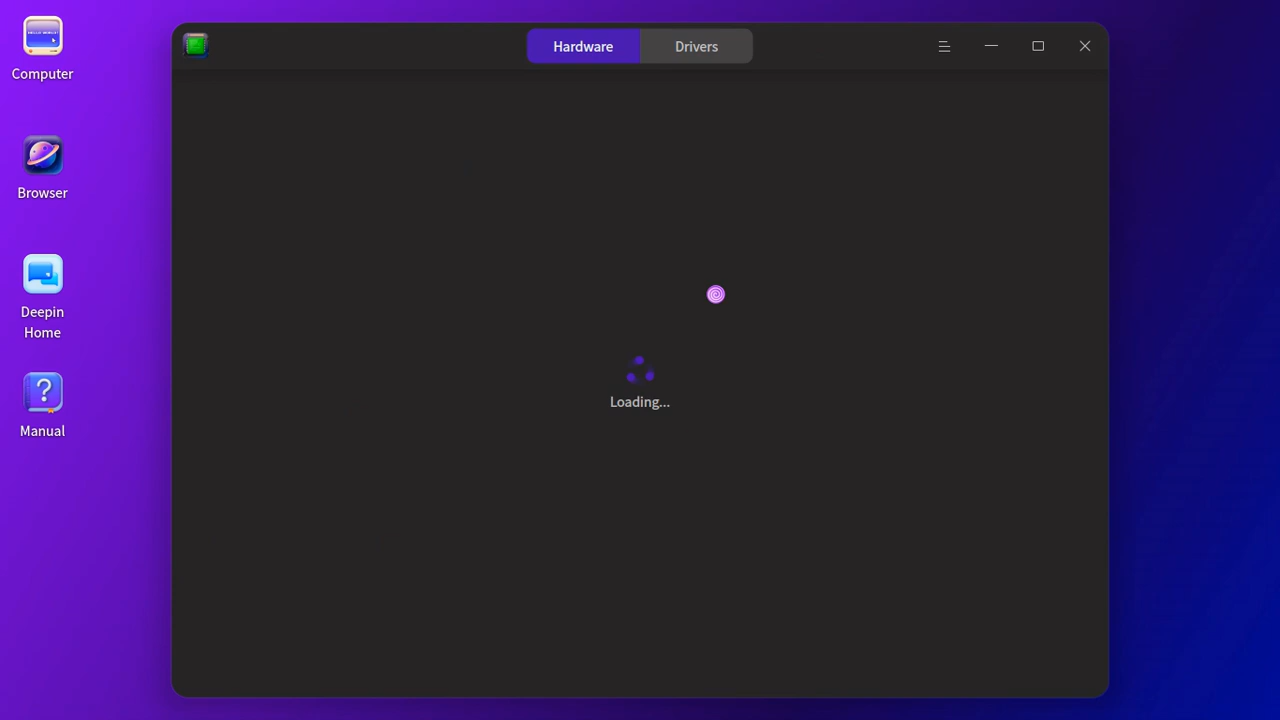 Computer
Browser
Deepin
Home
Manual
Hardware
Drivers
Loading...